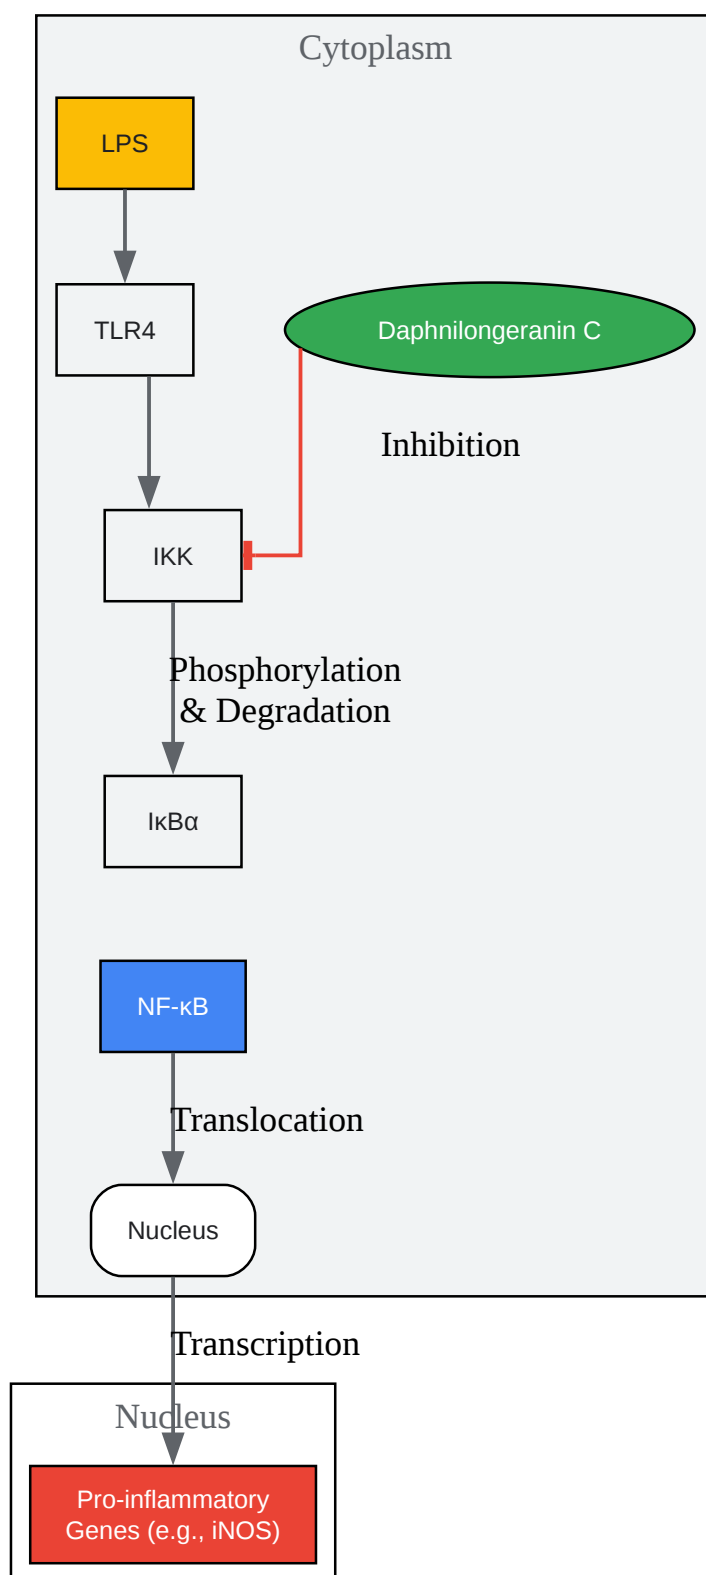 Cytoplasm
LPS
TLR4
Daphnilongeranin C
Inhibition
IKK
Phosphorylation
& Degradation
IκBα
NF-κB
Translocation
Nucleus
Transcription
Nucleus
Pro-inflammatory
Genes (e.g., iNOS)